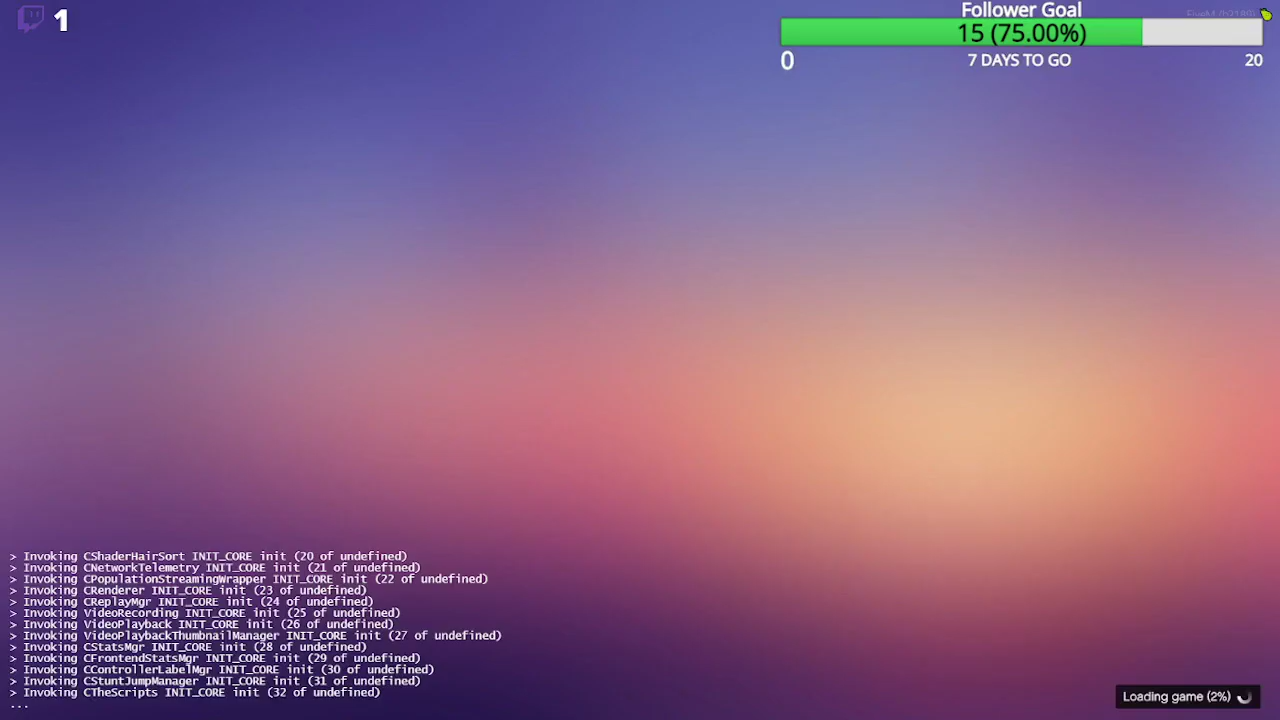 1
Follower Goal
15 (75.00%)
0
7 DAYS TO GO
20
> Invoking CShaderHairSort INIT_CORE init (20 of undefined)
> Invoking CNetworkTelemetry INIT_CORE init (21 of undefined)
> Invoking CPopulationStreamingWrapper INIT_CORE init (22 of undefined)
> Invoking CRenderer INIT_CORE init (23 of undefined)
> Invoking CReplayMgr INIT_CORE init (24 of undefined)
> Invoking VideoRecording INIT_CORE init (25 of undefined)
> Invoking VideoPlayback INIT_CORE init (26 of undefined)
> Invoking VideoPlaybackThumbnailManager INIT_CORE init (27 of undefined)
> Invoking CStatsMgr INIT_CORE init (28 of undefined)
> Invoking CFrontendStatsMgr INIT_CORE init (29 of undefined)
> Invoking CControllerLabelMgr INIT_CORE init (30 of undefined)
> Invoking CStuntJumpManager INIT_CORE init (31 of undefined)
> Invoking CTheScripts INIT_CORE init (32 of undefined)
...
Loading game (2%)